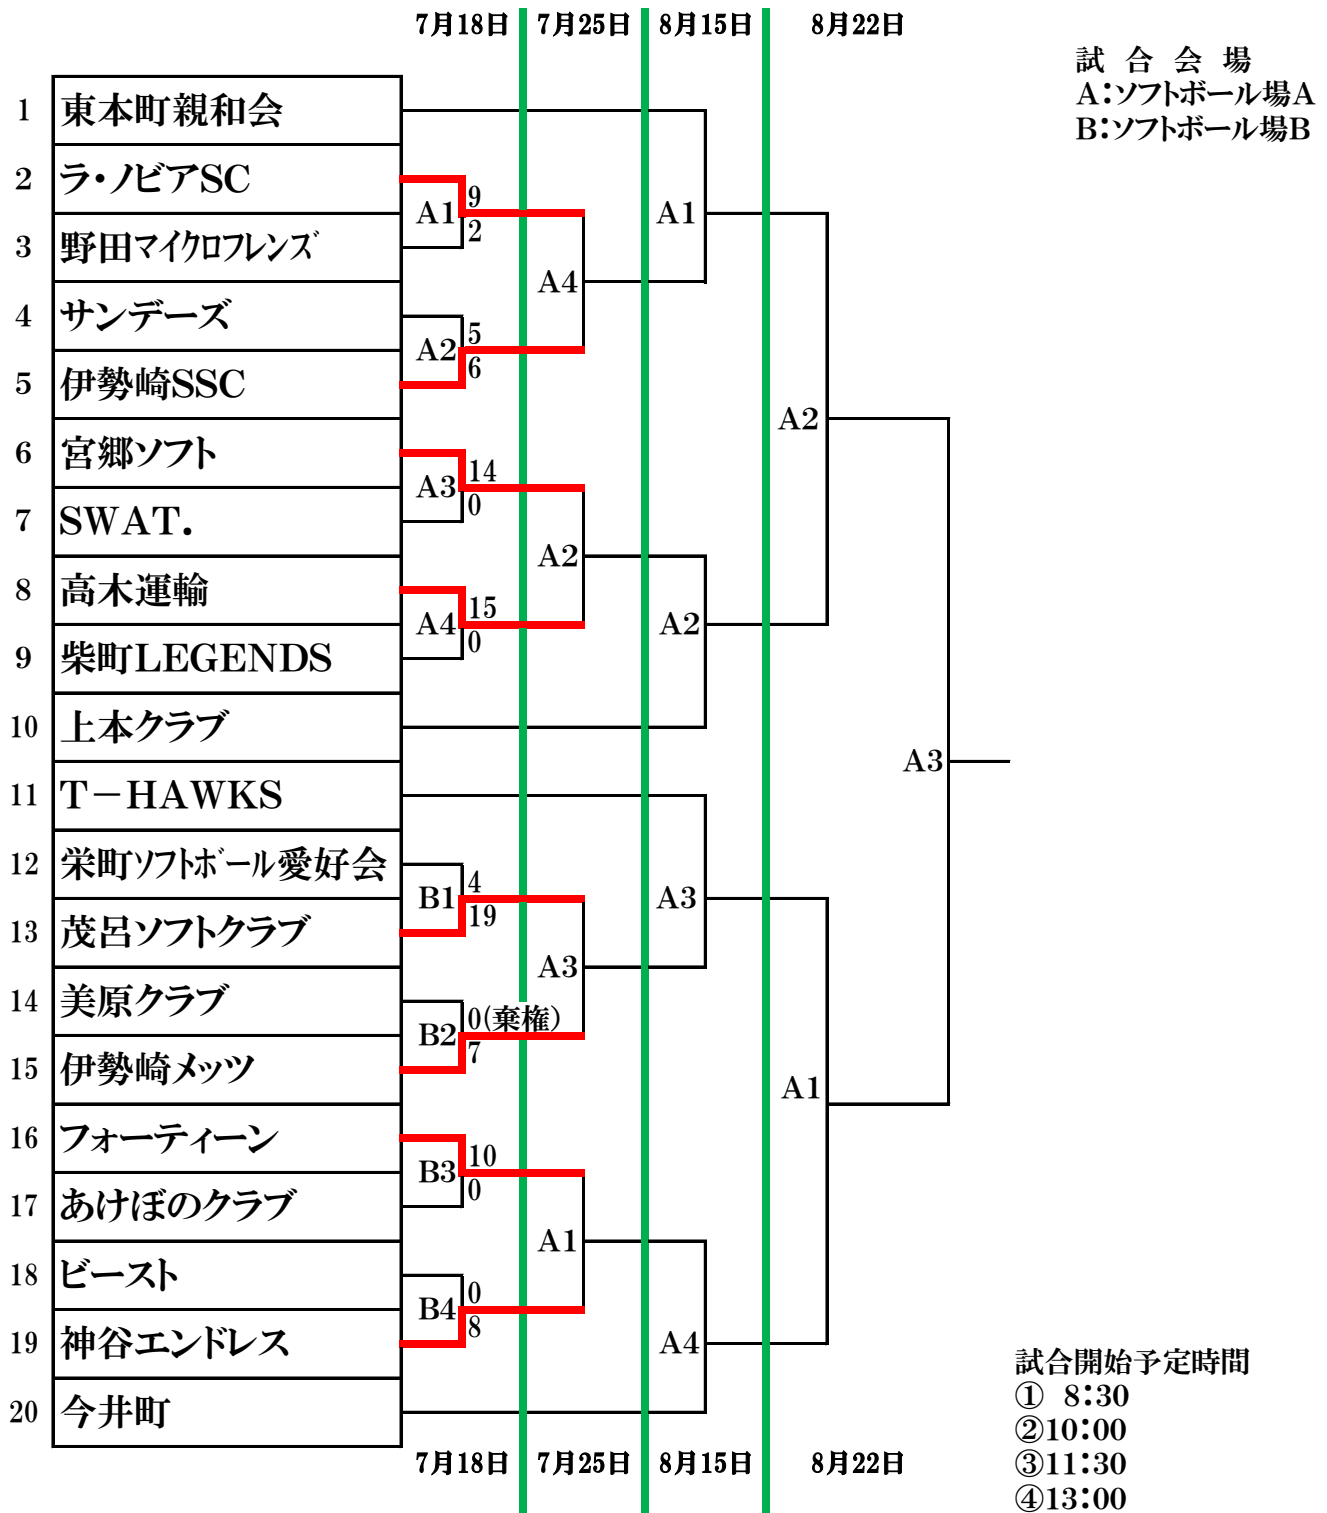 7月18日 7月25日 8月15日 8月22日
試 合 会 場
A:ソフトボール場A
B:ソフトボール場B
1 東本町親和会
2 ラ・ノビアSC
A1 9
2
3 野田マイクロフレンズ
4 サンデーズ
A2 5
6
5 伊勢崎SSC
6 宮郷ソフト
A3 14
0
7 SWAT.
8 高木運輸
A4 15
0
9 柴町LEGENDS
10 上本クラブ
11 T-HAWKS
12 栄町ソフトボール愛好会
B1 4
19
13 茂呂ソフトクラブ
14 美原クラブ
B2 0(棄権)
7
15 伊勢崎メッツ
16 フォーティーン
B3 10
0
17 あけぼのクラブ
18 ビースト
B4 0
8
19 神谷エンドレス
20 今井町
A4
A2
A3
A1
A1
A2
A3
A4
A2
A1
A3
試合開始予定時間
① 8:30
②10:00
③11:30
④13:00
7月18日 7月25日 8月15日 8月22日